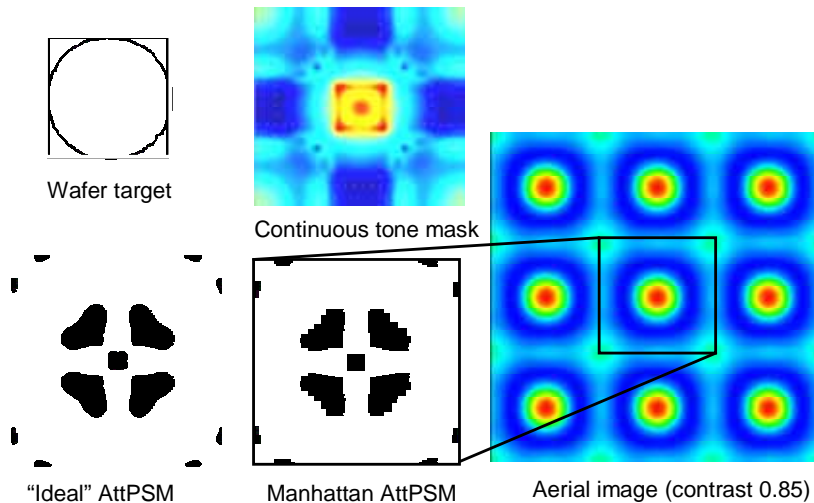 Wafer target
Continuous tone mask
“Ideal” AttPSM
Manhattan AttPSM
Aerial image (contrast 0.85)